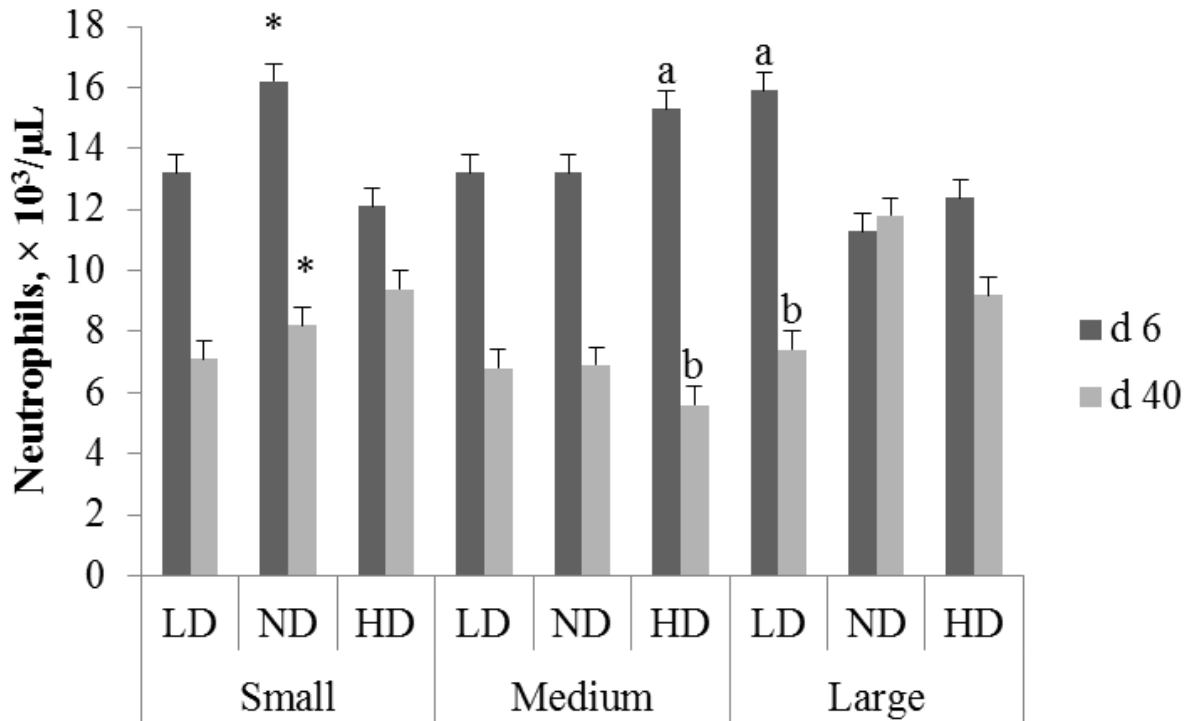 Neutrophils, × 10³/µL
18
16
14
12
10
8
6
4
2
0
* a a
* b b
LD ND HD LD ND HD LD ND HD
Small Medium Large
d 6
d 40